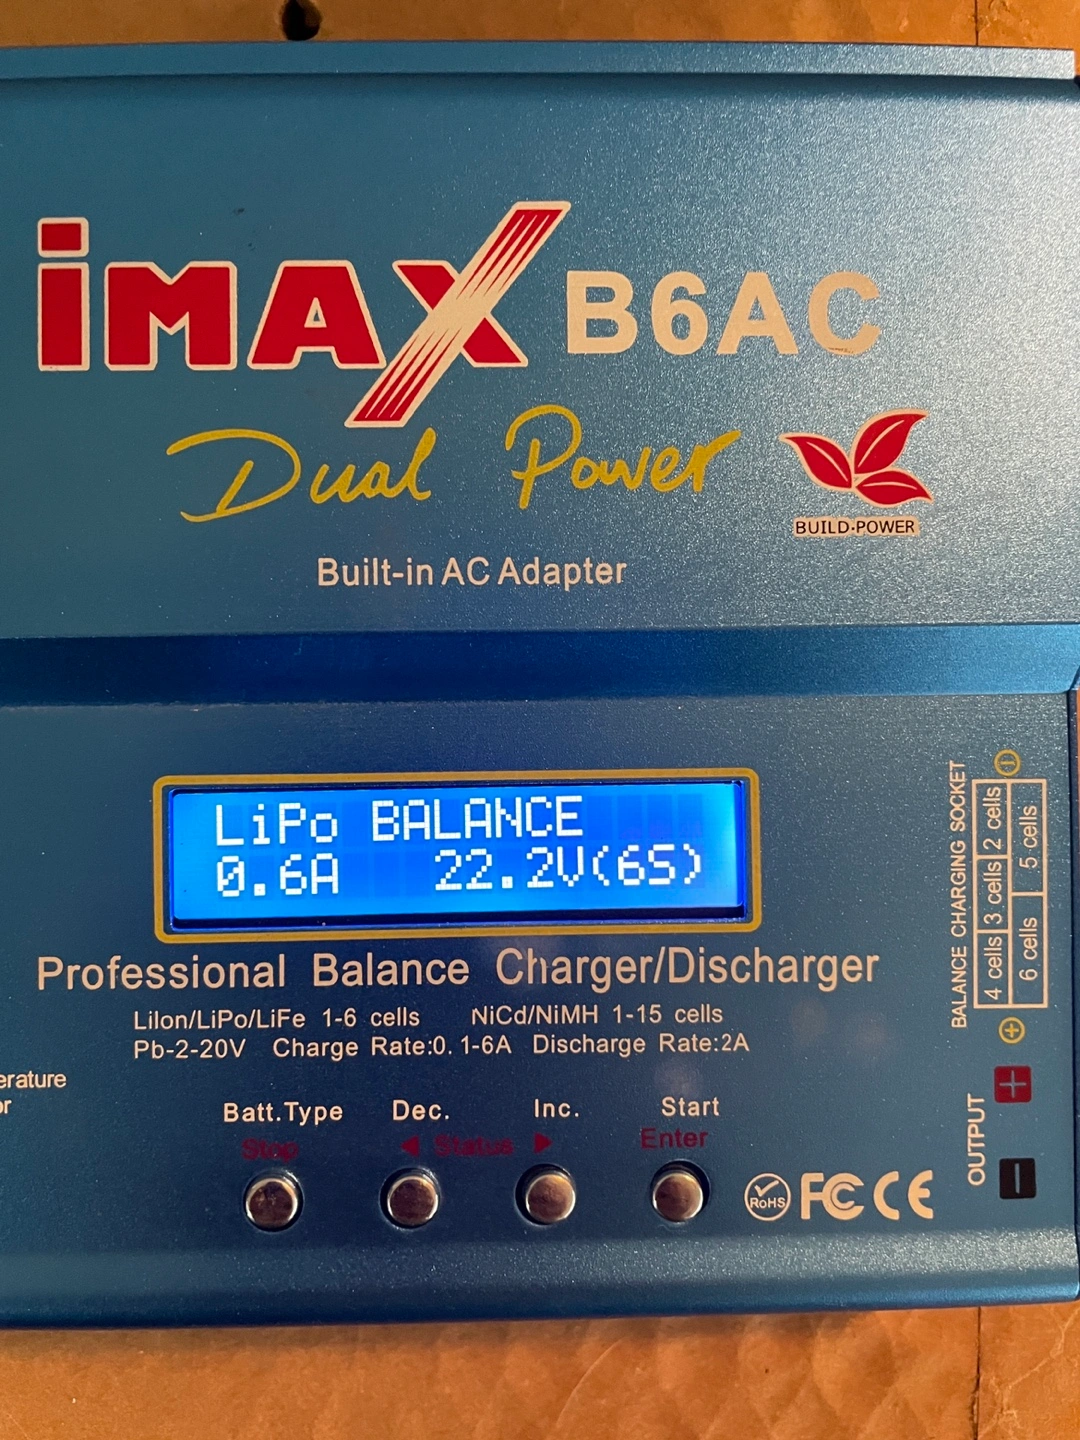 iMAX B6AC
Dual Power
BUILD·POWER
Built-in AC Adapter
LiPo BALANCE
0.6A 22.2V(6S)
Professional Balance Charger/Discharger
LiIon/LiPo/LiFe 1-6 cells NiCd/NiMH 1-15 cells
Pb-2-20V Charge Rate:0.1-6A Discharge Rate:2A
Batt.Type Dec. Inc. Start
Stop ◀ Status ▶ Enter
RoHS FC CE
BALANCE CHARGING SOCKET
4 cells 3 cells 2 cells
6 cells 5 cells
OUTPUT
+
−